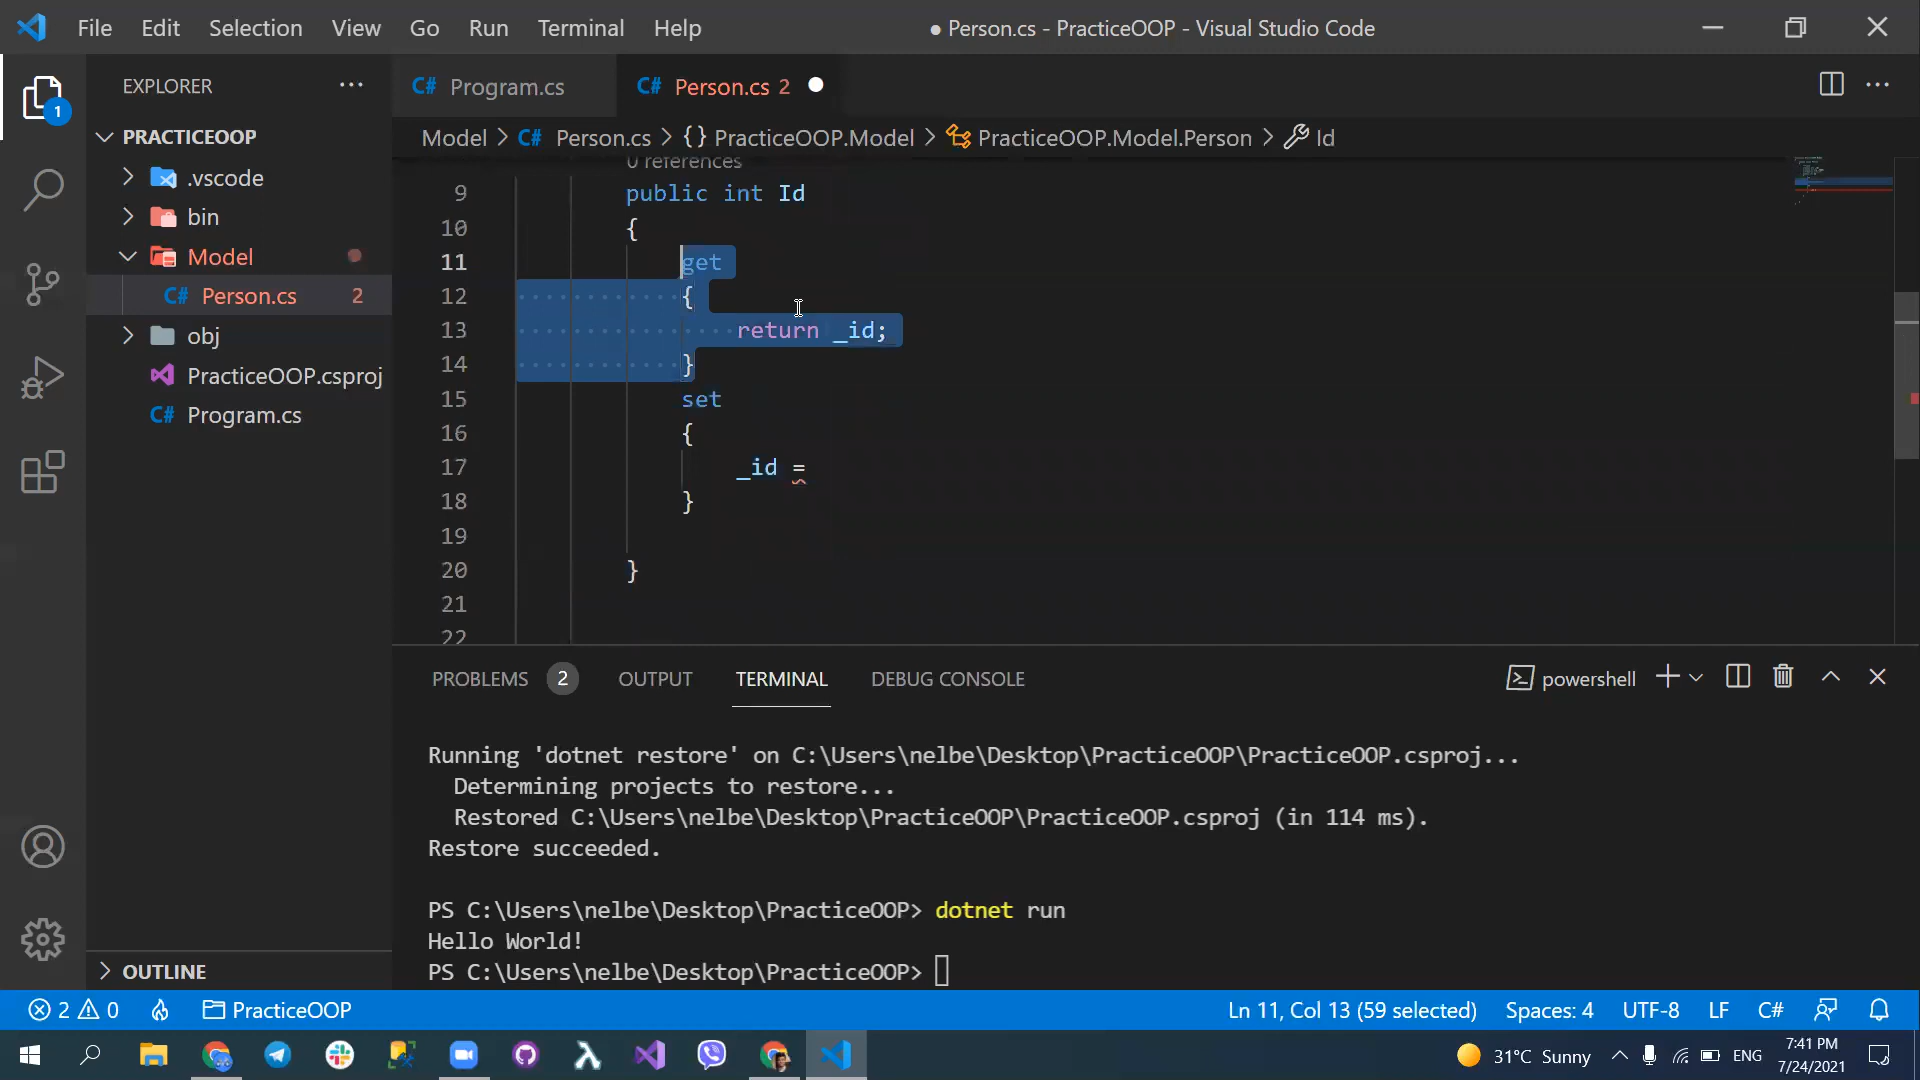 File Edit Selection View Go Run Terminal Help
● Person.cs - PracticeOOP - Visual Studio Code
EXPLORER ...
C# Program.cs
C# Person.cs 2 ●
1
PRACTICEOOP
.vscode
bin
Model
C# Person.cs 2
obj
PracticeOOP.csproj
C# Program.cs
OUTLINE
Model > C# Person.cs > {} PracticeOOP.Model > PracticeOOP.Model.Person > Id
0 references
9 public int Id
10 {
11 get
12 {
13 return _id;
14 }
15 set
16 {
17 _id =
18 }
19
20 }
21
22
PROBLEMS 2 OUTPUT TERMINAL DEBUG CONSOLE
powershell
Running 'dotnet restore' on C:\Users\nelbe\Desktop\PracticeOOP\PracticeOOP.csproj...
Determining projects to restore...
Restored C:\Users\nelbe\Desktop\PracticeOOP\PracticeOOP.csproj (in 114 ms).
Restore succeeded.
PS C:\Users\nelbe\Desktop\PracticeOOP> dotnet run
Hello World!
PS C:\Users\nelbe\Desktop\PracticeOOP>
2 0 PracticeOOP
Ln 11, Col 13 (59 selected) Spaces: 4 UTF-8 LF C#
31°C Sunny ENG
7:41 PM
7/24/2021